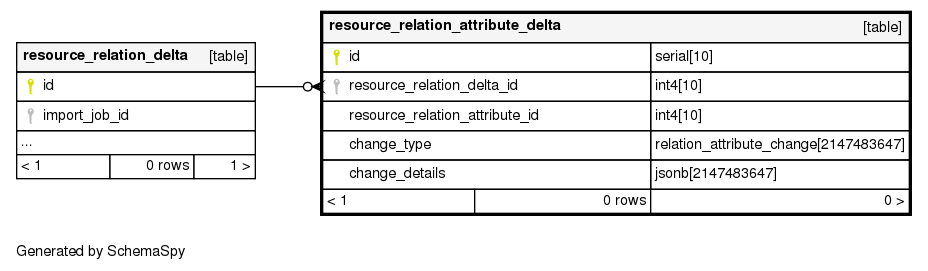 resource_relation_delta [table]
id
import_job_id
...
< 1 0 rows 1 >
resource_relation_attribute_delta [table]
id serial[10]
resource_relation_delta_id int4[10]
resource_relation_attribute_id int4[10]
change_type relation_attribute_change[2147483647]
change_details jsonb[2147483647]
< 1 0 rows 0 >
Generated by SchemaSpy